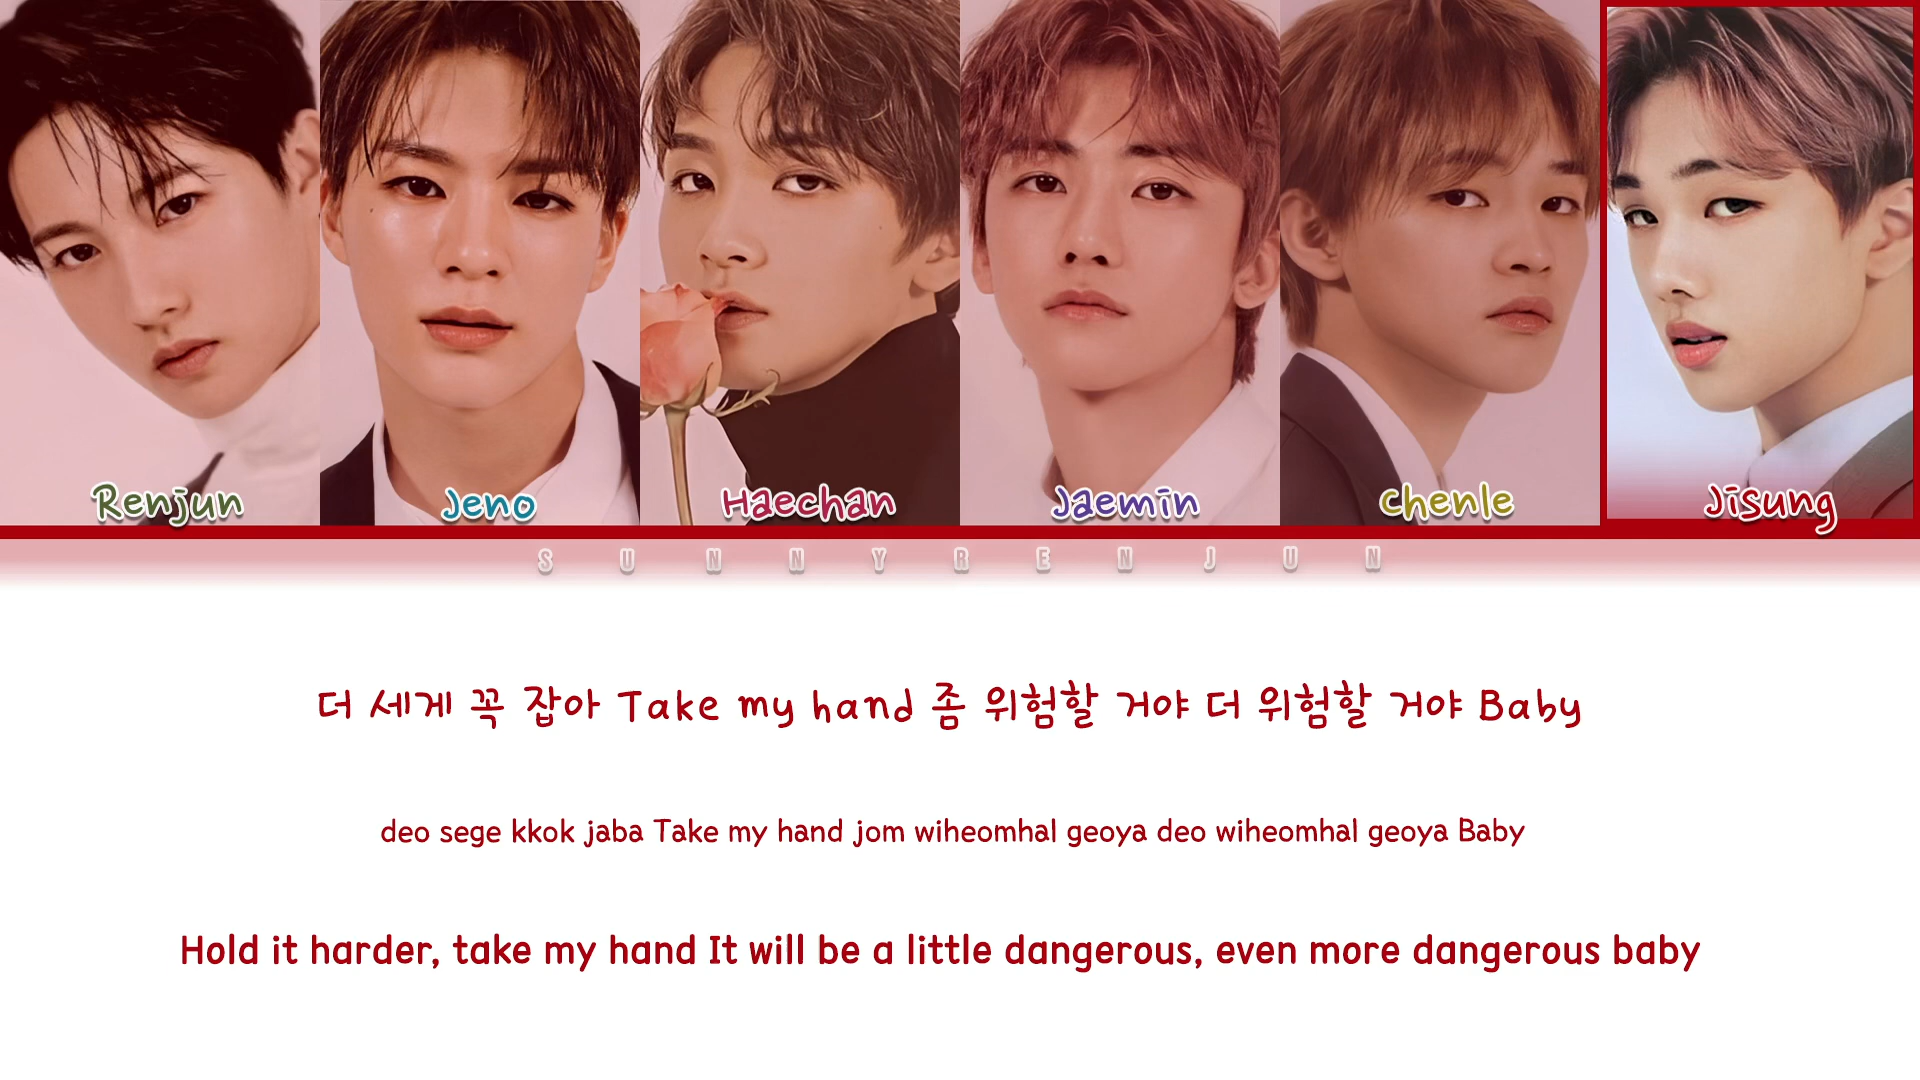 Renjun Jeno Haechan Jaemin Chenle Jisung
SUNNYRENJUN
더 세게 꼭 잡아 Take my hand 좀 위험할 거야 더 위험할 거야 Baby
deo sege kkok jaba Take my hand jom wiheomhal geoya deo wiheomhal geoya Baby
Hold it harder, take my hand It will be a little dangerous, even more dangerous baby